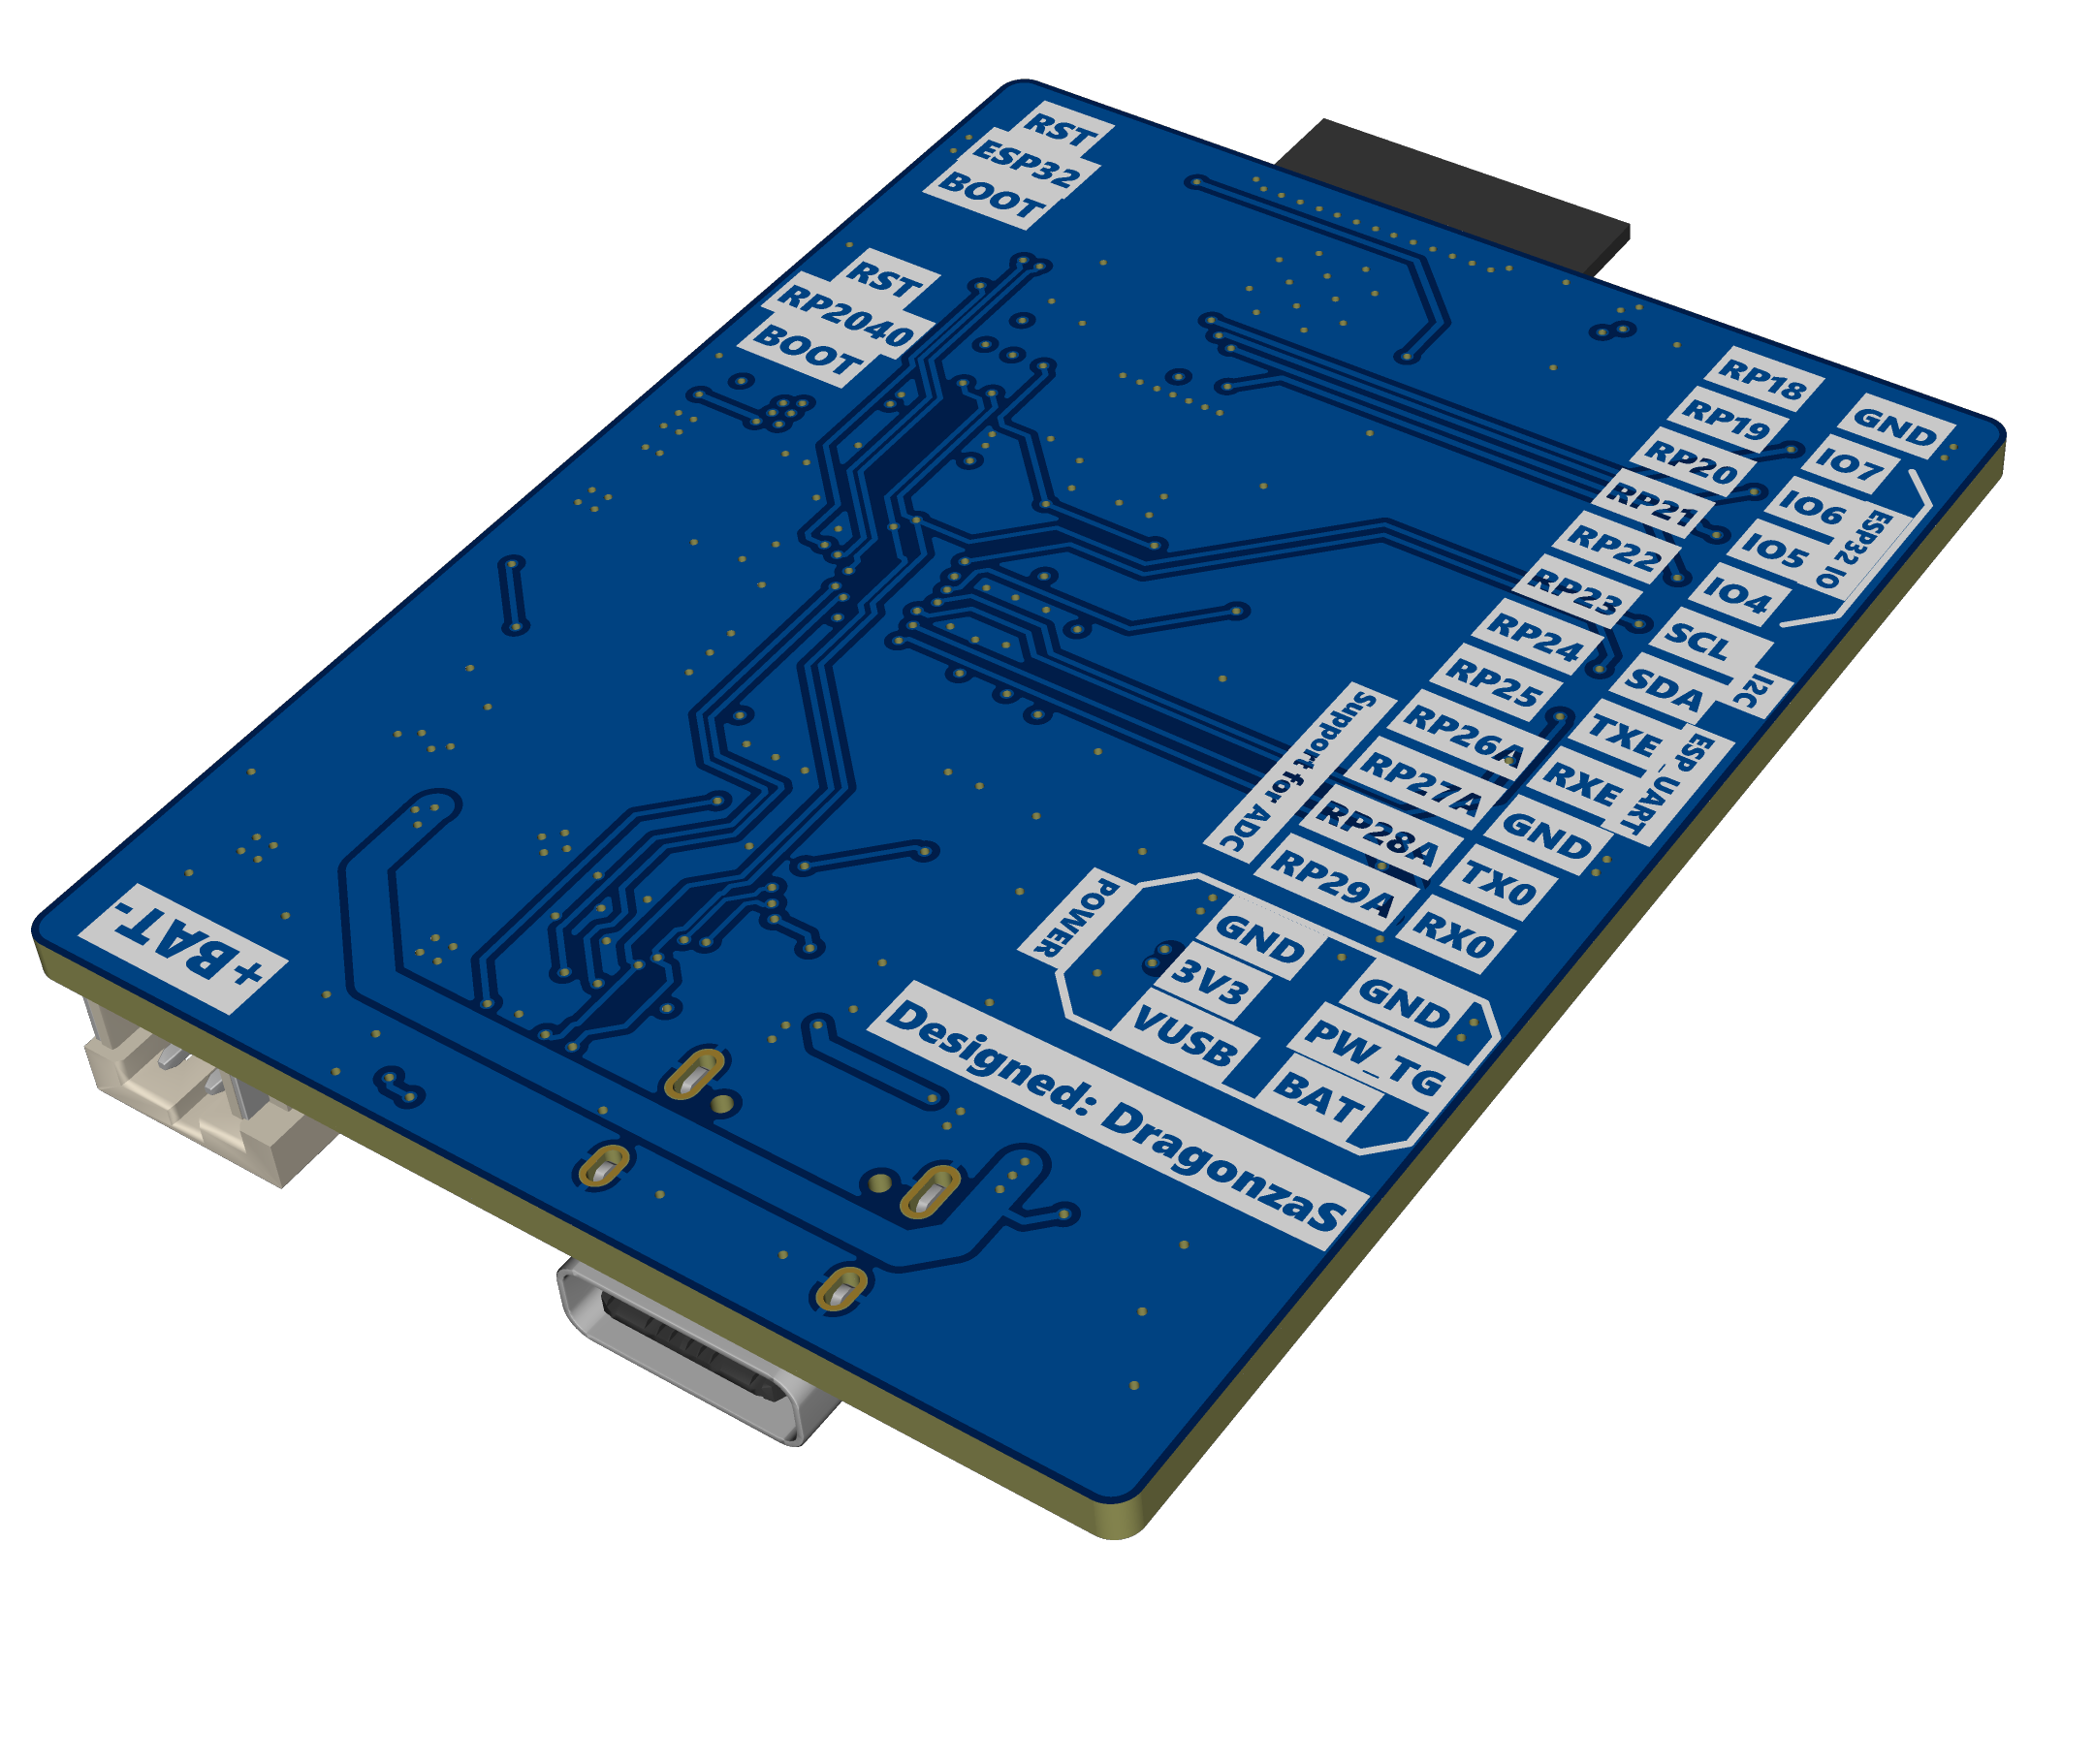 RST
ESP32
BOOT
RST
RP2040
BOOT
RP18
RP19
RP20
RP21
RP22
RP23
RP24
RP25
RP26A
RP27A
RP28A
RP29A
Support for ADC
GND
IO7
IO6
IO5
IO4
ESP32 IO
SCL
SDA
I2C
TXE
RXE
ESP_UART
GND
TX0
RX0
POWER
GND
3V3
VUSB
GND
PW_TG
BAT
Designed: DragonzaS
+BAT-